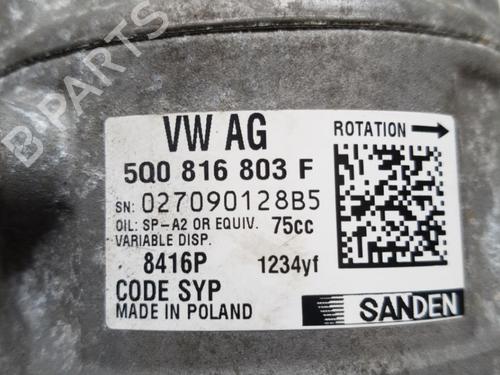 B-PARTS
VW AG
ROTATION
5Q0 816 803 F
SN: 027090128B5
OIL: SP-A2 OR EQUIV. 75cc
VARIABLE DISP.
8416P 1234yf
CODE SYP
MADE IN POLAND
SANDEN